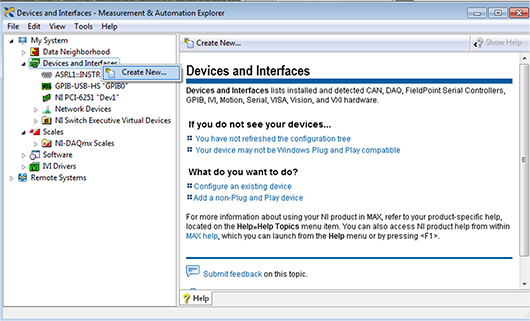 Devices and Interfaces - Measurement & Automation Explorer
File Edit View Tools Help
My System
Data Neighborhood
Devices and Interfaces
ASRL1::INSTR
Create New...
GPIB-USB-HS "GPIB0"
NI PCI-6251 "Dev1"
Network Devices
NI Switch Executive Virtual Devices
Scales
NI-DAQmx Scales
Software
IVI Drivers
Remote Systems
Create New...
Show Help
Devices and Interfaces
Devices and Interfaces lists installed and detected CAN, DAQ, FieldPoint Serial Controllers,
GPIB, IVI, Motion, Serial, VISA, Vision, and VXI hardware.
If you do not see your devices...
You have not refreshed the configuration tree
Your device may not be Windows Plug and Play compatible
What do you want to do?
Configure an existing device
Add a non-Plug and Play device
For more information about using your NI product in MAX, refer to your product-specific help,
located on the Help»Help Topics menu item. You can also access NI product help from within
MAX help, which you can launch from the Help menu or by pressing <F1>.
Submit feedback on this topic.
Help